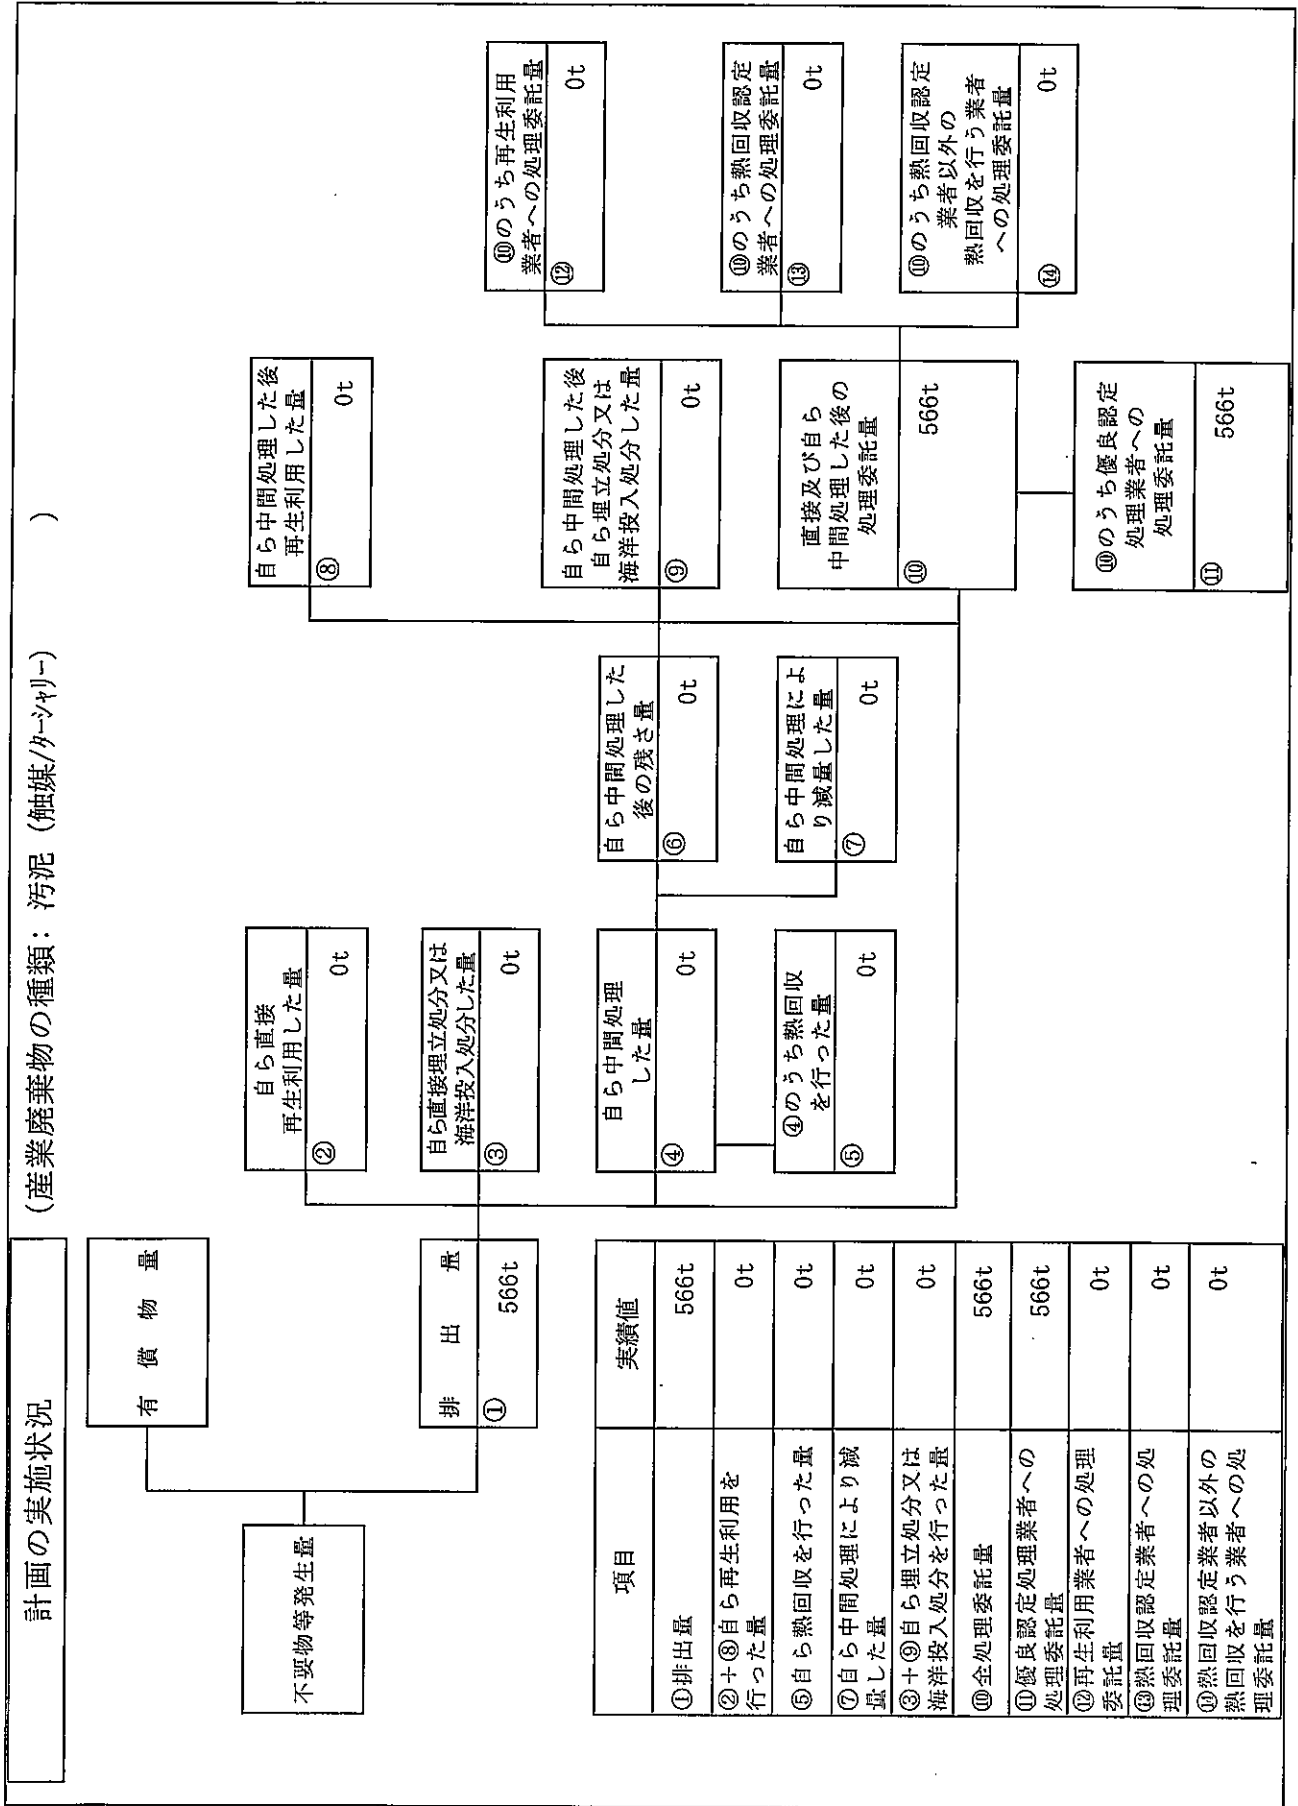 計画の実施状況
(産業廃棄物の種類：汚泥（触媒/ターシャリー）　　　)
不要物等発生量
有償物量
排出量
①
566t
自ら直接
再生利用した量
②
0t
自ら直接埋立処分又は
海洋投入処分した量
③
0t
自ら中間処理
した量
④
0t
④のうち熱回収
を行った量
⑤
0t
自ら中間処理した
後の残さ量
⑥
0t
自ら中間処理によ
り減量した量
⑦
0t
自ら中間処理した後
再生利用した量
⑧
0t
自ら中間処理した後
自ら埋立処分又は
海洋投入処分した量
⑨
0t
直接及び自ら
中間処理した後の
処理委託量
⑩
566t
⑩のうち優良認定
処理業者への
処理委託量
⑪
566t
⑩のうち再生利用
業者への処理委託量
⑫
0t
⑩のうち熱回収認定
業者への処理委託量
⑬
0t
⑩のうち熱回収認定
業者以外の
熱回収を行う業者
への処理委託量
⑭
0t
項目
実績値
①排出量
566t
②＋⑧自ら再生利用を
行った量
0t
⑤自ら熱回収を行った量
0t
⑦自ら中間処理により減
量した量
0t
③＋⑨自ら埋立処分又は
海洋投入処分を行った量
0t
⑩全処理委託量
566t
⑪優良認定処理業者への
処理委託量
566t
⑫再生利用業者への処理
委託量
0t
⑬熱回収認定業者への処
理委託量
0t
⑭熱回収認定業者以外の
熱回収を行う業者への処
理委託量
0t